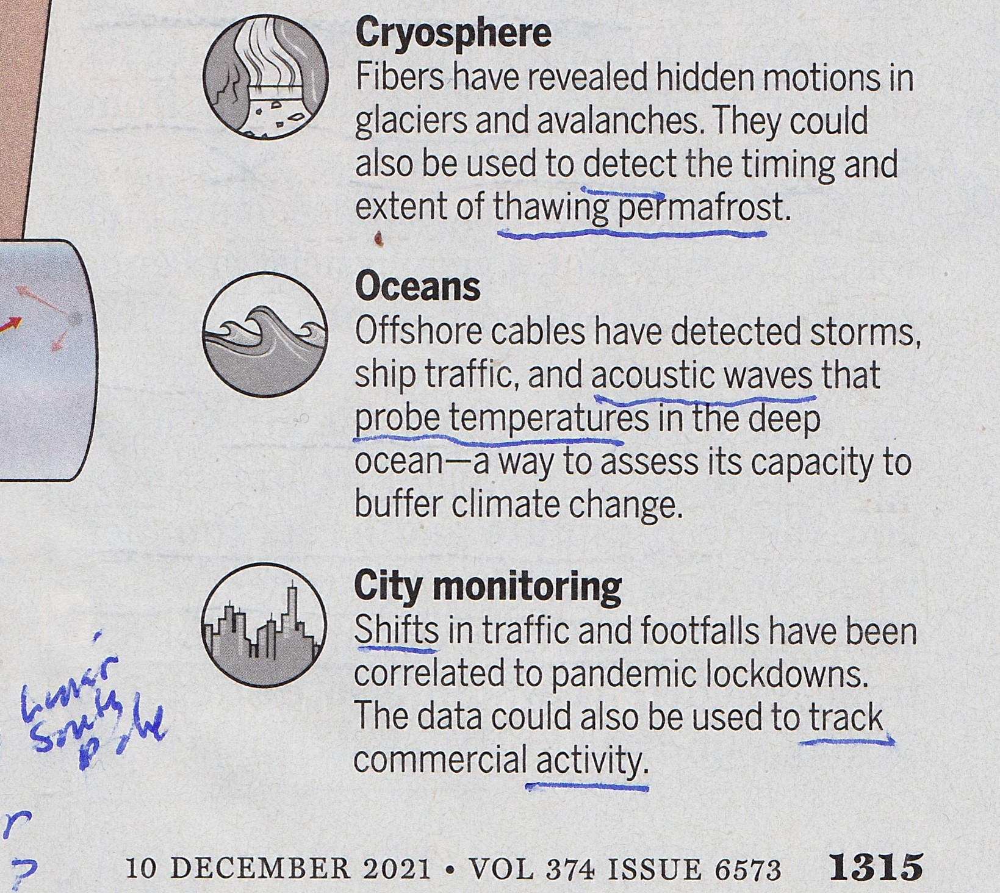 Cryosphere
Fibers have revealed hidden motions in
glaciers and avalanches. They could
also be used to detect the timing and
extent of thawing permafrost.
Oceans
Offshore cables have detected storms,
ship traffic, and acoustic waves that
probe temperatures in the deep
ocean—a way to assess its capacity to
buffer climate change.
City monitoring
Shifts in traffic and footfalls have been
correlated to pandemic lockdowns.
The data could also be used to track
commercial activity.
Lunar
South
Pole
r
?
10 DECEMBER 2021 • VOL 374 ISSUE 6573 1315